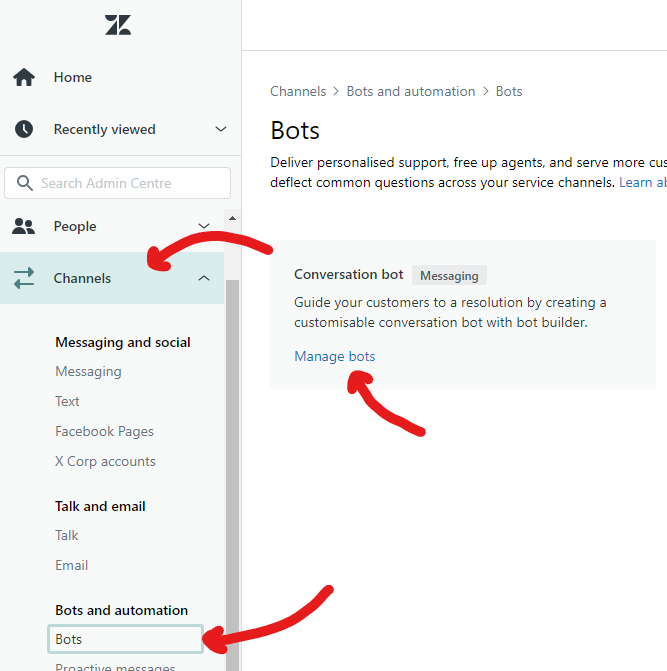 Home
Recently viewed
Search Admin Centre
People
Channels
Messaging and social
Messaging
Text
Facebook Pages
X Corp accounts
Talk and email
Talk
Email
Bots and automation
Bots
Proactive messages
Channels > Bots and automation > Bots
Bots
Deliver personalised support, free up agents, and serve more cus
deflect common questions across your service channels. Learn ab
Conversation bot Messaging
Guide your customers to a resolution by creating a
customisable conversation bot with bot builder.
Manage bots